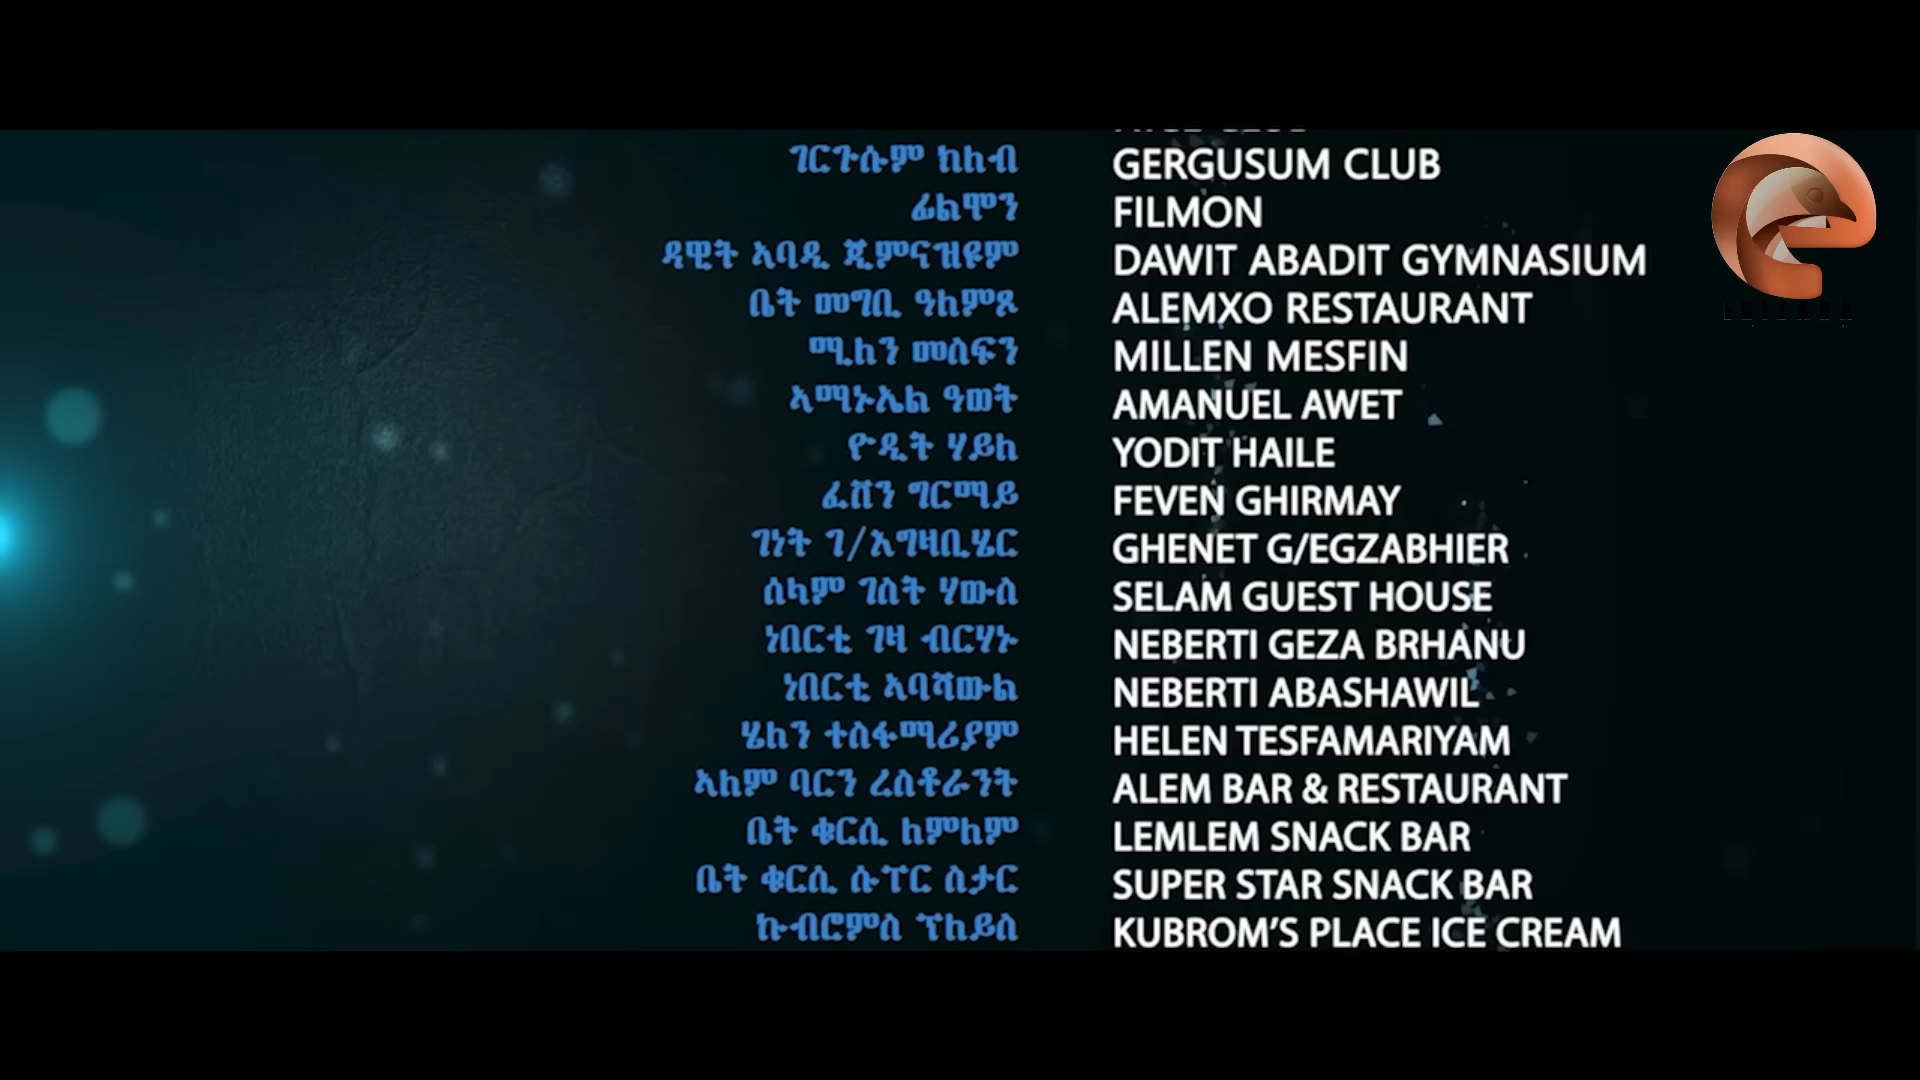 ገርጉሱም ክለብ GERGUSUM CLUB
ፊልሞን FILMON
ዳዊት ኣባዲ ጂምናዝዩም DAWIT ABADIT GYMNASIUM
ቤት መግቢ ዓለምጾ ALEMXO RESTAURANT
ሚለን መስፍን MILLEN MESFIN
ኣማኑኤል ዓወት AMANUEL AWET
ዮዲት ሃይለ YODIT HAILE
ፈቨን ግርማይ FEVEN GHIRMAY
ገነት ገ/እግዛቢሄር GHENET G/EGZABHIER
ሰላም ገስት ሃውስ SELAM GUEST HOUSE
ነበርቲ ገዛ ብርሃኑ NEBERTI GEZA BRHANU
ነበርቲ ኣባሻውል NEBERTI ABASHAWIL
ሄለን ተስፋማሪያም HELEN TESFAMARIYAM
ኣለም ባርን ረስቶራንት ALEM BAR & RESTAURANT
ቤት ቁርሲ ለምለም LEMLEM SNACK BAR
ቤት ቁርሲ ሱፐር ስታር SUPER STAR SNACK BAR
ኩብሮምስ ፕለይስ KUBROM'S PLACE ICE CREAM